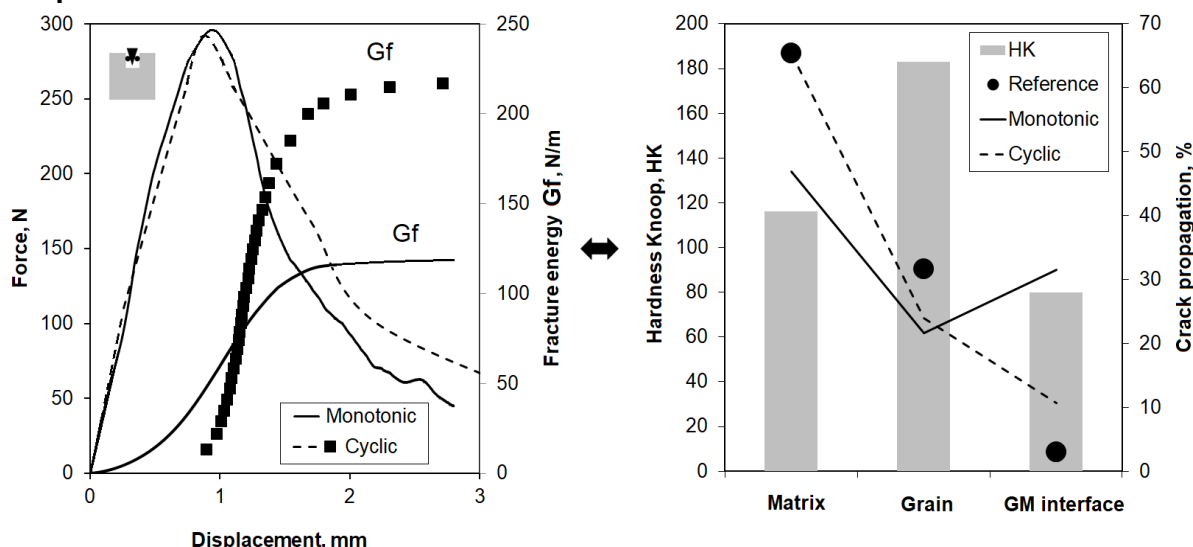 300
250
200
150
100
50
0
Force, N
250
200
150
100
50
0
Fracture energy Gf, N/m
Gf
Gf
Monotonic
Cyclic
0 1 2 3
Displacement, mm
200
180
160
140
120
100
80
60
40
20
0
Hardness Knoop, HK
70
60
50
40
30
20
10
0
Crack propagation, %
HK
Reference
Monotonic
Cyclic
Matrix Grain GM interface